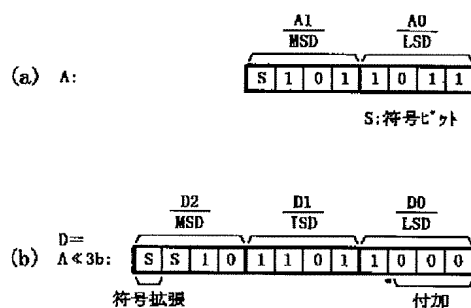 A1 A0
MSD LSD
(a) A: S 1 0 1 1 0 1 1
S;符号ビット
D2 D1 D0
MSD TSD LSD
(b) D=
A≪3b: S S 1 0 1 1 0 1 1 0 0 0
符号拡張 付加